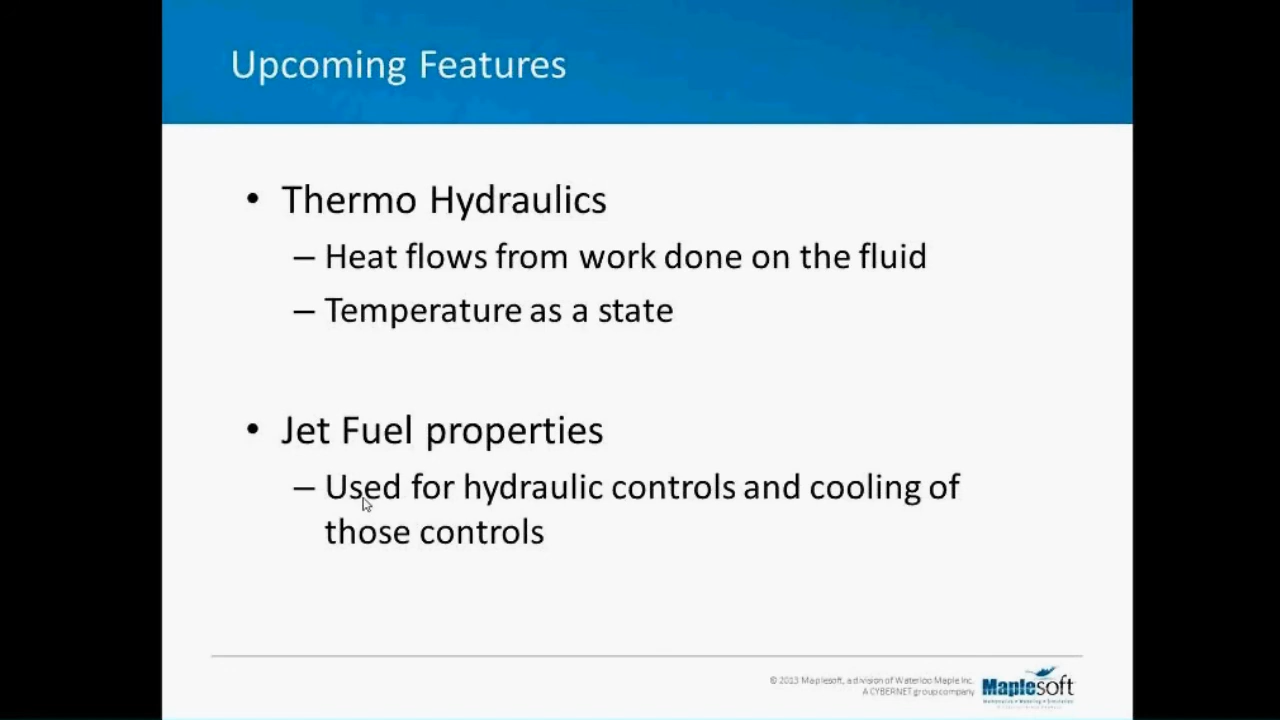 Upcoming Features
• Thermo Hydraulics
– Heat flows from work done on the fluid
– Temperature as a state
• Jet Fuel properties
– Used for hydraulic controls and cooling of
those controls
© 2013 Maplesoft, a division of Waterloo Maple Inc.
A CYBERNET group company
Maplesoft